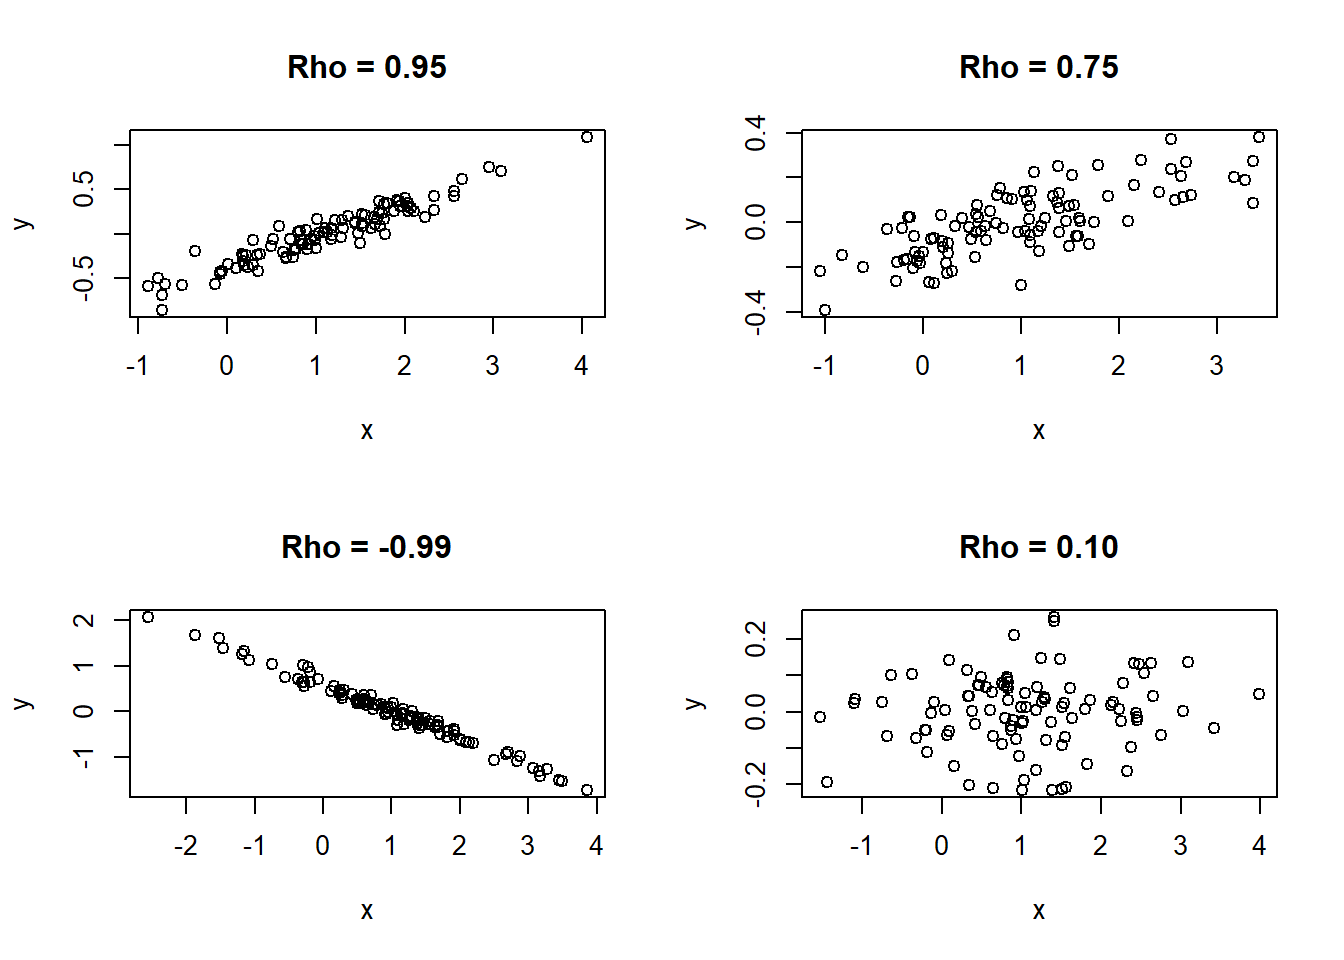 Rho = 0.95
y
0.5
-0.5
-1 0 1 2 3 4
x
Rho = 0.75
y
0.4
0.0
-0.4
-1 0 1 2 3
x
Rho = -0.99
y
2
1
0
-1
-2 -1 0 1 2 3 4
x
Rho = 0.10
y
0.2
0.0
-0.2
-1 0 1 2 3 4
x